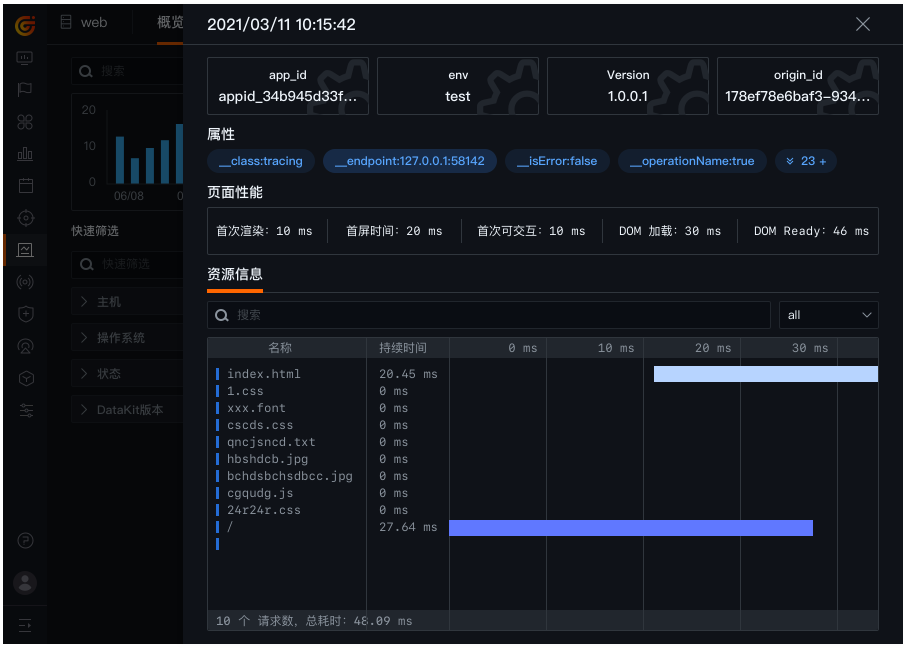 web
概览
2021/03/11 10:15:42
搜索
app_id
appid_34b945d33f...
env
test
Version
1.0.0.1
origin_id
178ef78e6baf3-934...
20
10
0
06/08
0
属性
__class:tracing
__endpoint:127.0.0.1:58142
__isError:false
__operationName:true
23 +
页面性能
首次渲染: 10 ms
首屏时间: 20 ms
首次可交互: 10 ms
DOM 加载: 30 ms
DOM Ready: 46 ms
快速筛选
快速筛选
主机
操作系统
状态
DataKit版本
资源信息
搜索
all
名称 持续时间 0 ms 10 ms 20 ms 30 ms
index.html 20.45 ms
1.css 0 ms
xxx.font 0 ms
cscds.css 0 ms
qncjsncd.txt 0 ms
hbshdcb.jpg 0 ms
bchdsbchsdbcc.jpg 0 ms
cgqudg.js 0 ms
24r24r.css 0 ms
/ 27.64 ms
10 个 请求数, 总耗时: 48.09 ms